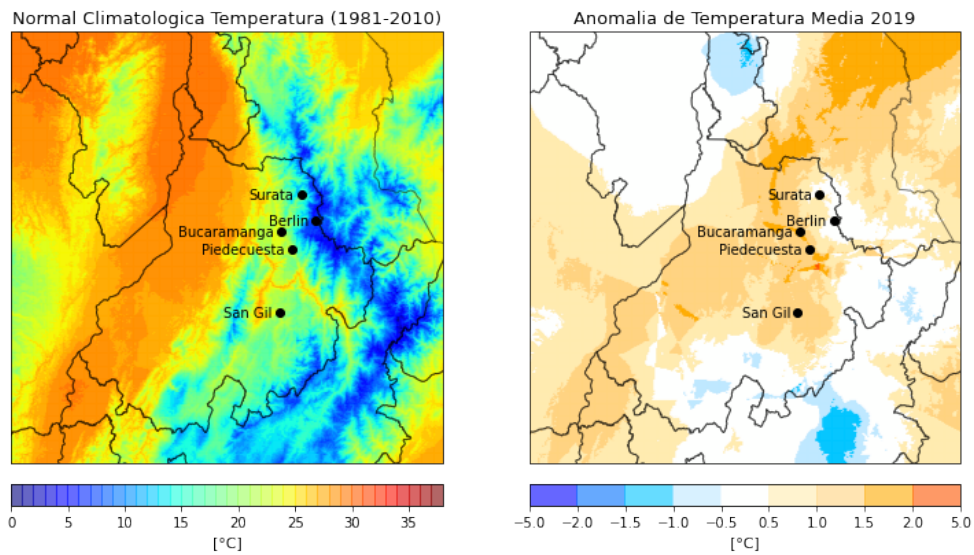 Normal Climatologica Temperatura (1981-2010)
Surata
Berlin
Bucaramanga
Piedecuesta
San Gil
0 5 10 15 20 25 30 35
[°C]
Anomalia de Temperatura Media 2019
Surata
Berlin
Bucaramanga
Piedecuesta
San Gil
−5.0 −2.0 −1.5 −1.0 −0.5 0.5 1.0 1.5 2.0 5.0
[°C]